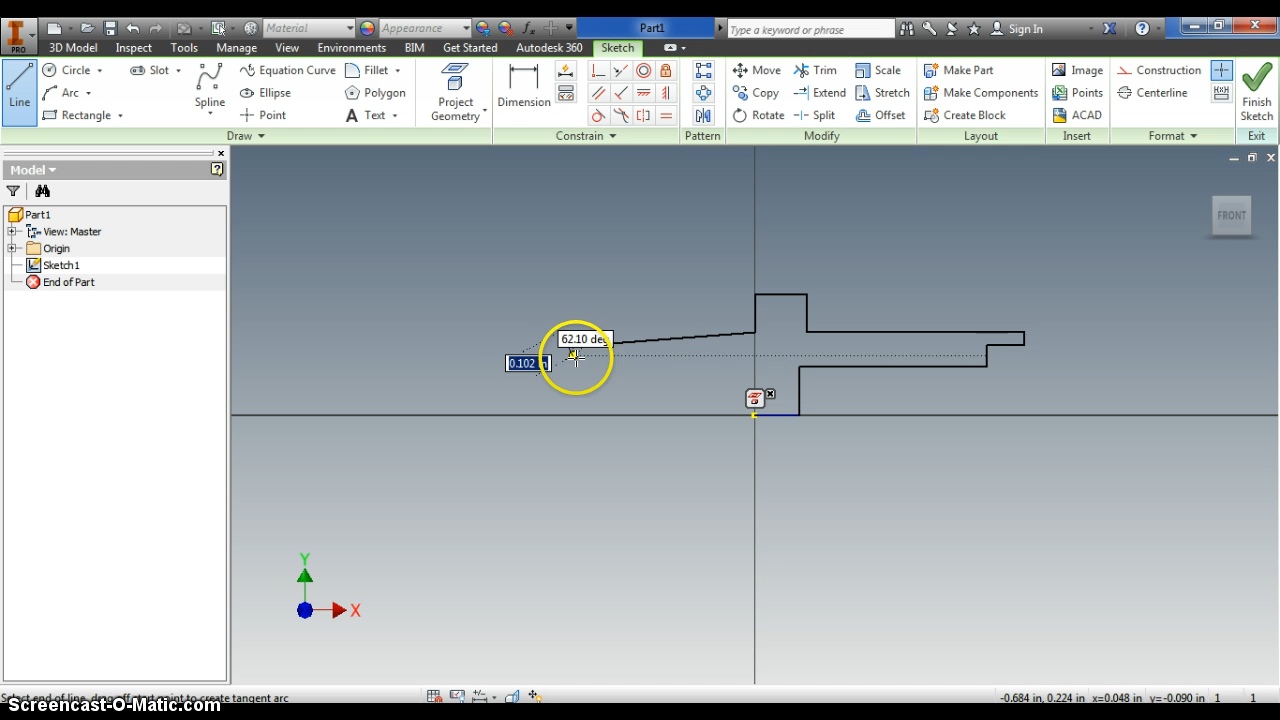 Material
Appearance
Part1
Type a keyword or phrase
Sign In
PRO
3D Model
Inspect
Tools
Manage
View
Environments
BIM
Get Started
Autodesk 360
Sketch
Line
Circle
Arc
Rectangle
Slot
Spline
Equation Curve
Ellipse
Point
Fillet
Polygon
Text
Project
Geometry
Dimension
Move
Copy
Rotate
Trim
Extend
Split
Scale
Stretch
Offset
Make Part
Make Components
Create Block
Image
Points
ACAD
Construction
Centerline
Finish
Sketch
Draw
Constrain
Pattern
Modify
Layout
Insert
Format
Exit
Model
Part1
View: Master
Origin
Sketch1
End of Part
FRONT
62.10 deg
0.102 in
Y
X
Select end of line, drag off start point to create tangent arc
-0.684 in, 0.224 in
x=0.048 in
y=-0.090 in
1
1
Screencast-O-Matic.com